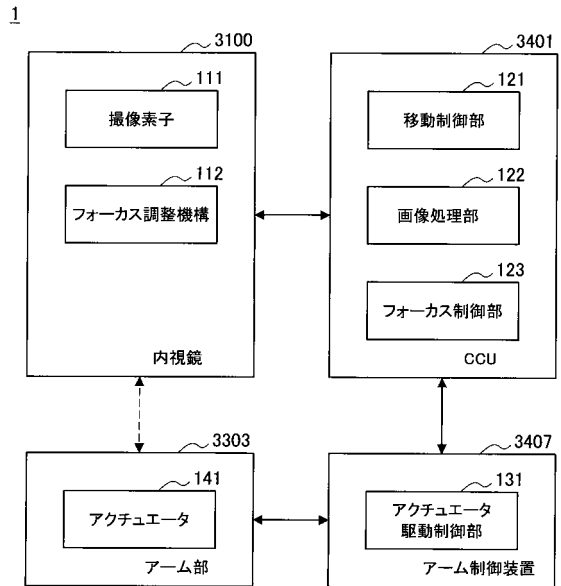 1
3100
111
撮像素子
112
フォーカス調整機構
内視鏡
3401
121
移動制御部
122
画像処理部
123
フォーカス制御部
CCU
3303
141
アクチュエータ
アーム部
3407
131
アクチュエータ
駆動制御部
アーム制御装置